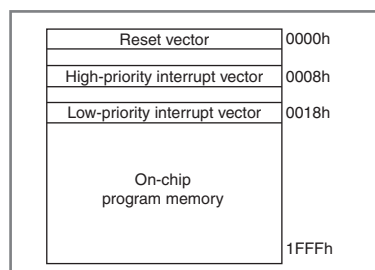 Reset vector 0000h
High-priority interrupt vector 0008h
Low-priority interrupt vector 0018h
On-chip
program memory
1FFFh